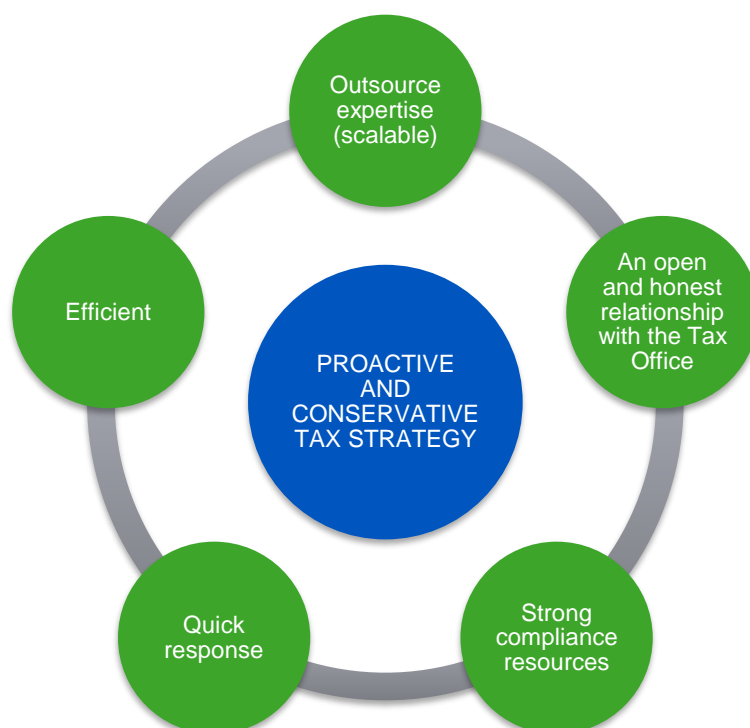 Outsource
expertise
(scalable)
An open
and honest
relationship
with the Tax
Office
Strong
compliance
resources
Quick
response
Efficient
PROACTIVE
AND
CONSERVATIVE
TAX STRATEGY